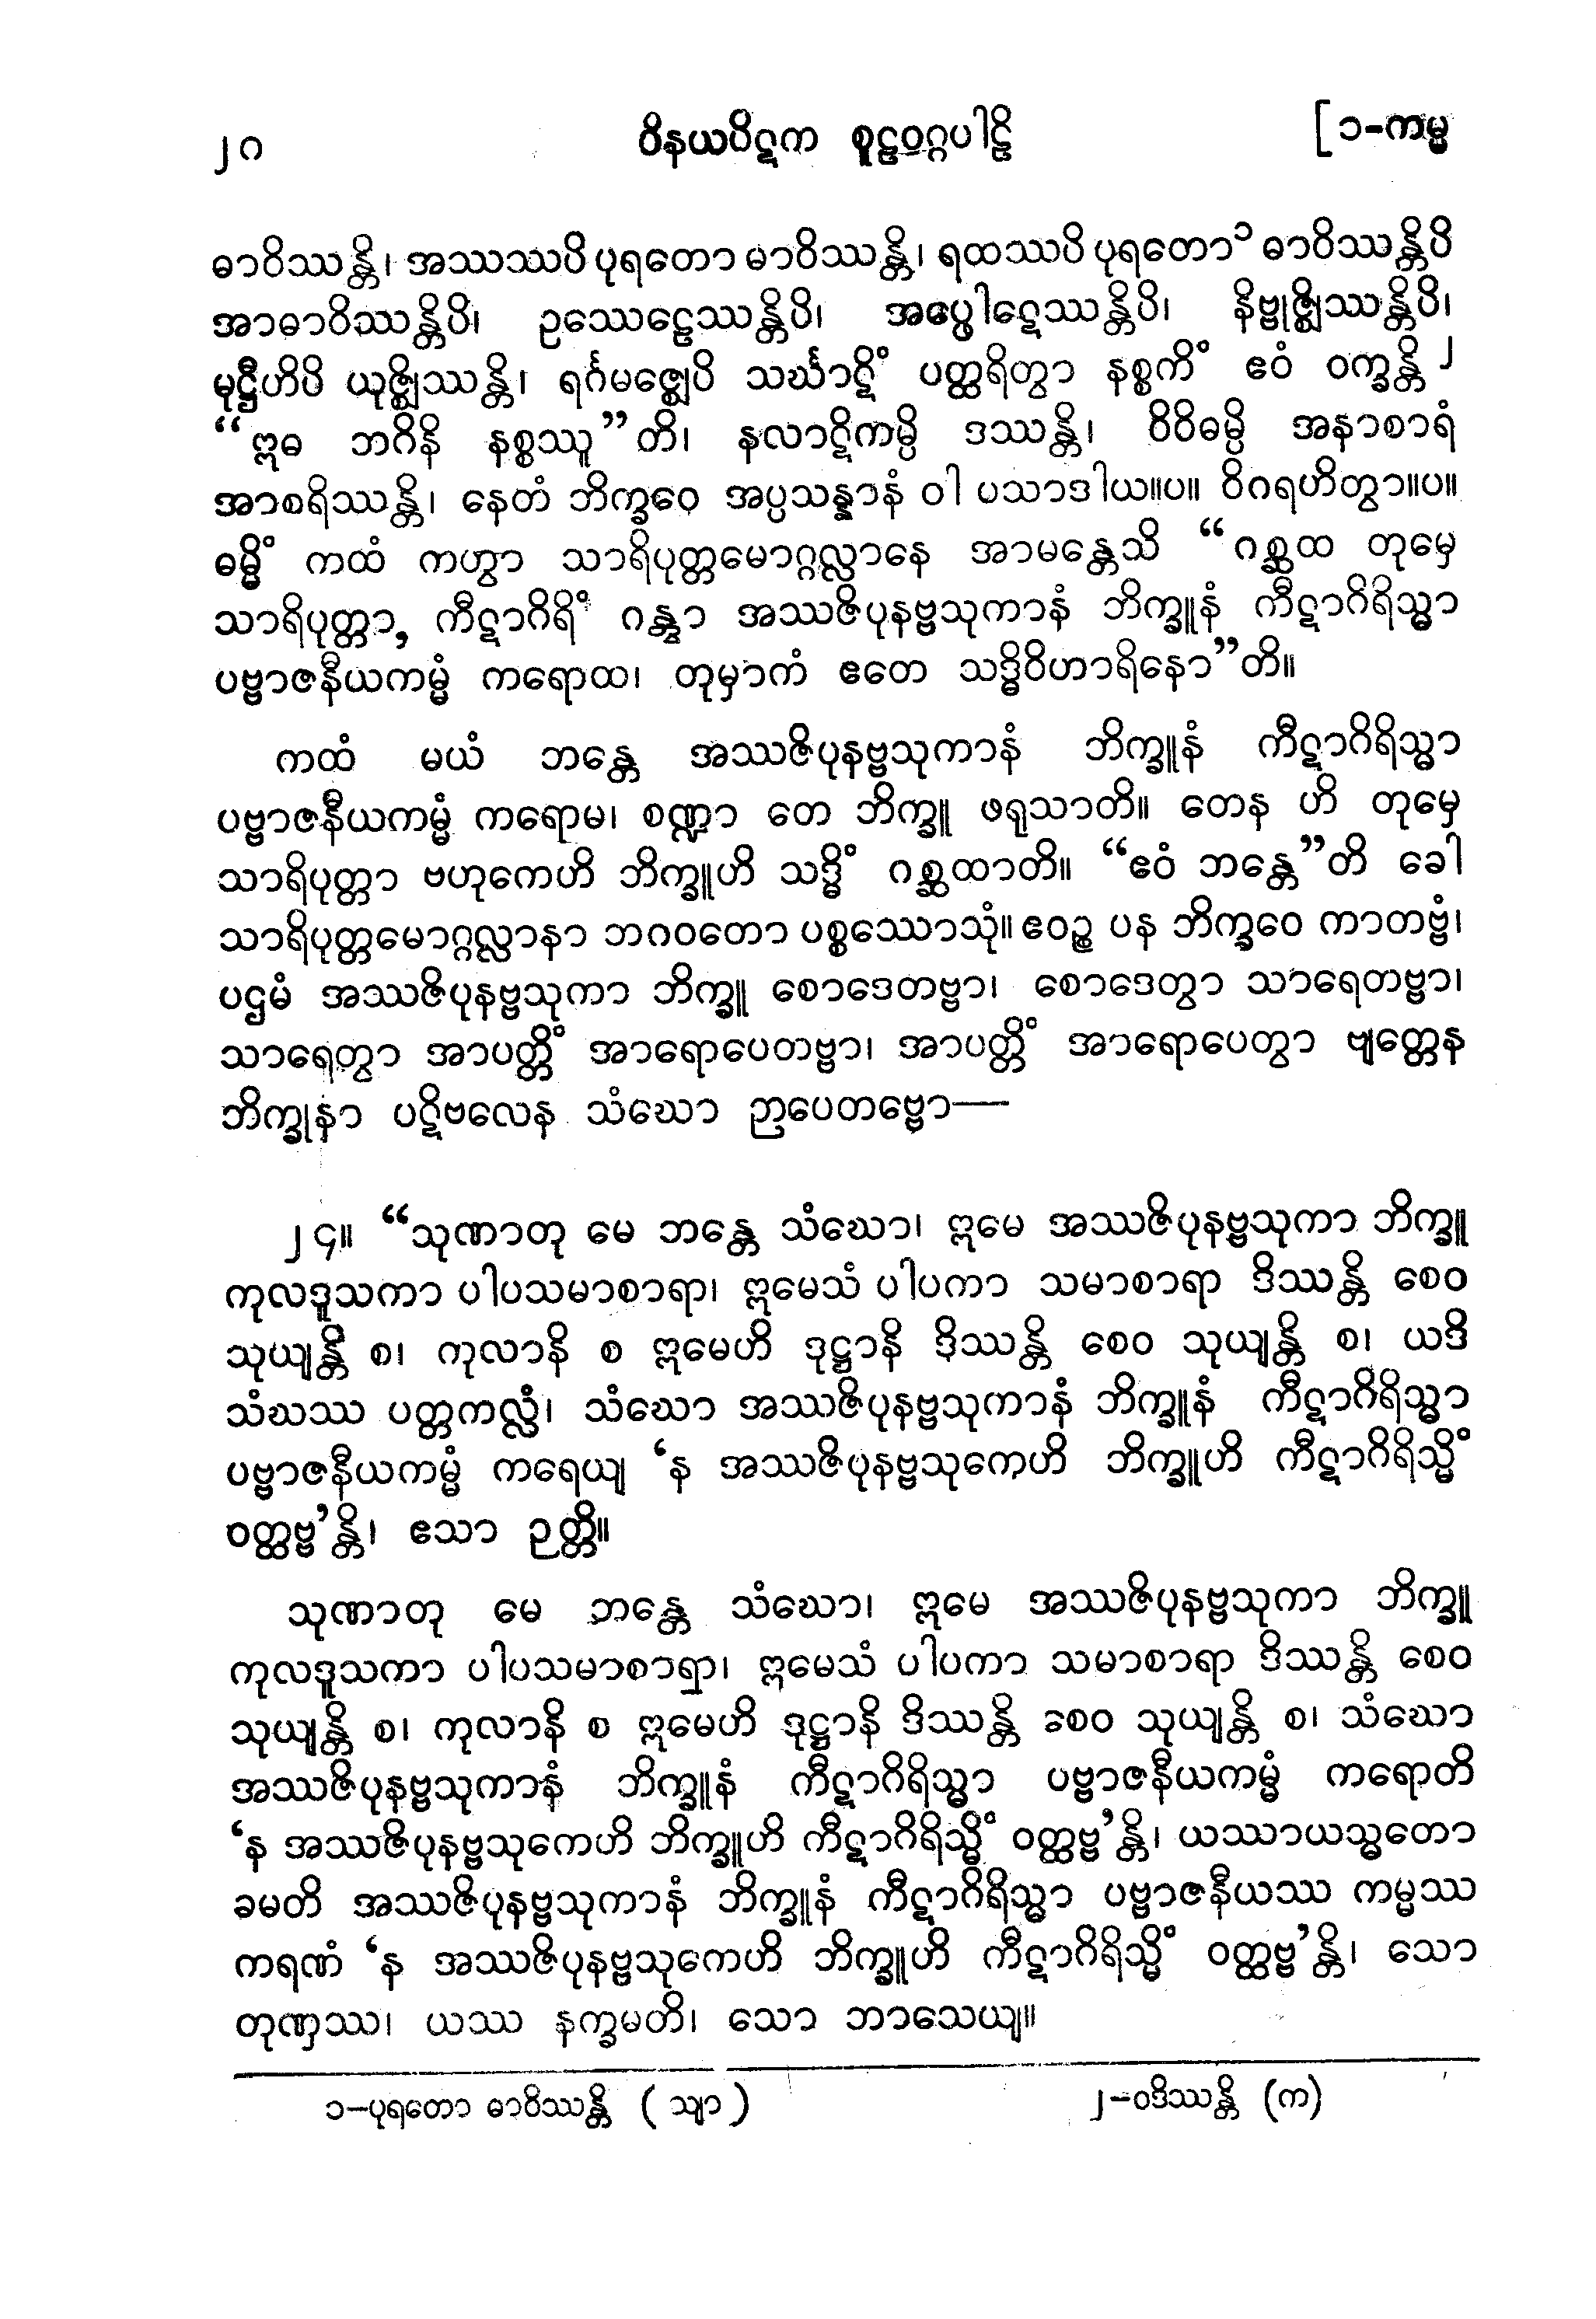 ၂၀ ဝိနယပိဋက စူဠဝဂ္ဂပါဠိ [၁-ကမ္မ
ဓာဝိဿန္တိ၊ အဿဿပိ ပုရတော ဓာဝိဿန္တိ၊ ရထဿပိ ပုရတော၁ ဓာဝိဿန္တိပိ
အာဓာဝိဿန္တိပိ၊ ဥဿေဠေဿန္တိပိ၊ အပ္ဖေါဋေဿန္တိပိ၊ နိဗ္ဗုဇ္ဈိဿန္တိပိ၊
မုဋ္ဌီဟိပိ ယုဇ္ဈိဿန္တိ၊ ရင်္ဂမဇ္ဈေပိ သင်္ဃာဋိံ ပတ္ထရိတွာ နစ္စကိံ ဧဝံ ဝက္ခန္တိ၂
“ဣဓ ဘဂိနိ နစ္စဿူ”တိ၊ နလာဋိကမ္ပိ ဒဿန္တိ၊ ဝိဝိဓမ္ပိ အနာစာရံ
အာစရိဿန္တိ၊ နေတံ ဘိက္ခဝေ အပ္ပသန္နာနံ ဝါ ပသာဒါယ။ပ။ ဝိဂရဟိတွာ။ပ။
ဓမ္မိံ ကထံ ကတွာ သာရိပုတ္တမောဂ္ဂလ္လာနေ အာမန္တေသိ “ဂစ္ဆထ တုမှေ
သာရိပုတ္တာ, ကီဋာဂိရိံ ဂန္တွာ အဿဇိပုနဗ္ဗသုကာနံ ဘိက္ခူနံ ကီဋာဂိရိသ္မာ
ပဗ္ဗာဇနီယကမ္မံ ကရောထ၊ တုမှာကံ ဧတေ သဒ္ဓိဝိဟာရိနော”တိ။
ကထံ မယံ ဘန္တေ အဿဇိပုနဗ္ဗသုကာနံ ဘိက္ခူနံ ကီဋာဂိရိသ္မာ
ပဗ္ဗာဇနီယကမ္မံ ကရောမ၊ စဏ္ဍာ တေ ဘိက္ခူ ဖရုသာတိ။ တေန ဟိ တုမှေ
သာရိပုတ္တာ ဗဟုကေဟိ ဘိက္ခူဟိ သဒ္ဓိံ ဂစ္ဆထာတိ။ “ဧဝံ ဘန္တေ”တိ ခေါ
သာရိပုတ္တမောဂ္ဂလ္လာနာ ဘဂဝတော ပစ္စဿောသုံ။ ဧဝဉ္စ ပန ဘိက္ခဝေ ကာတဗ္ဗံ၊
ပဌမံ အဿဇိပုနဗ္ဗသုကာ ဘိက္ခူ စောဒေတဗ္ဗာ၊ စောဒေတွာ သာရေတဗ္ဗာ၊
သာရေတွာ အာပတ္တိံ အာရောပေတဗ္ဗာ၊ အာပတ္တိံ အာရောပေတွာ ဗျတ္တေန
ဘိက္ခုနာ ပဋိဗလေန သံဃော ဉာပေတဗ္ဗော—
၂၄။ “သုဏာတု မေ ဘန္တေ သံဃော၊ ဣမေ အဿဇိပုနဗ္ဗသုကာ ဘိက္ခူ
ကုလဒူသကာ ပါပသမာစာရာ၊ ဣမေသံ ပါပကာ သမာစာရာ ဒိဿန္တိ စေဝ
သုယျန္တိ စ၊ ကုလာနိ စ ဣမေဟိ ဒုဋ္ဌာနိ ဒိဿန္တိ စေဝ သုယျန္တိ စ၊ ယဒိ
သံဃဿ ပတ္တကလ္လံ၊ သံဃော အဿဇိပုနဗ္ဗသုကာနံ ဘိက္ခူနံ ကီဋာဂိရိသ္မာ
ပဗ္ဗာဇနီယကမ္မံ ကရေယျ ‘န အဿဇိပုနဗ္ဗသုကေဟိ ဘိက္ခူဟိ ကီဋာဂိရိသ္မိံ
ဝတ္ထဗ္ဗ’န္တိ၊ ဧသာ ဉတ္တိ။
သုဏာတု မေ ဘန္တေ သံဃော၊ ဣမေ အဿဇိပုနဗ္ဗသုကာ ဘိက္ခူ
ကုလဒူသကာ ပါပသမာစာရာ၊ ဣမေသံ ပါပကာ သမာစာရာ ဒိဿန္တိ စေဝ
သုယျန္တိ စ၊ ကုလာနိ စ ဣမေဟိ ဒုဋ္ဌာနိ ဒိဿန္တိ စေဝ သုယျန္တိ စ၊ သံဃော
အဿဇိပုနဗ္ဗသုကာနံ ဘိက္ခူနံ ကီဋာဂိရိသ္မာ ပဗ္ဗာဇနီယကမ္မံ ကရောတိ
‘န အဿဇိပုနဗ္ဗသုကေဟိ ဘိက္ခူဟိ ကီဋာဂိရိသ္မိံ ဝတ္ထဗ္ဗ’န္တိ၊ ယဿာယသ္မတော
ခမတိ အဿဇိပုနဗ္ဗသုကာနံ ဘိက္ခူနံ ကီဋာဂိရိသ္မာ ပဗ္ဗာဇနီယဿ ကမ္မဿ
ကရဏံ ‘န အဿဇိပုနဗ္ဗသုကေဟိ ဘိက္ခူဟိ ကီဋာဂိရိသ္မိံ ဝတ္ထဗ္ဗ’န္တိ၊ သော
တုဏှဿ၊ ယဿ နက္ခမတိ၊ သော ဘာသေယျ။
၁–ပုရတော ဓာဝိဿန္တိ (သျာ) ၂–ဝဒိဿန္တိ (က)